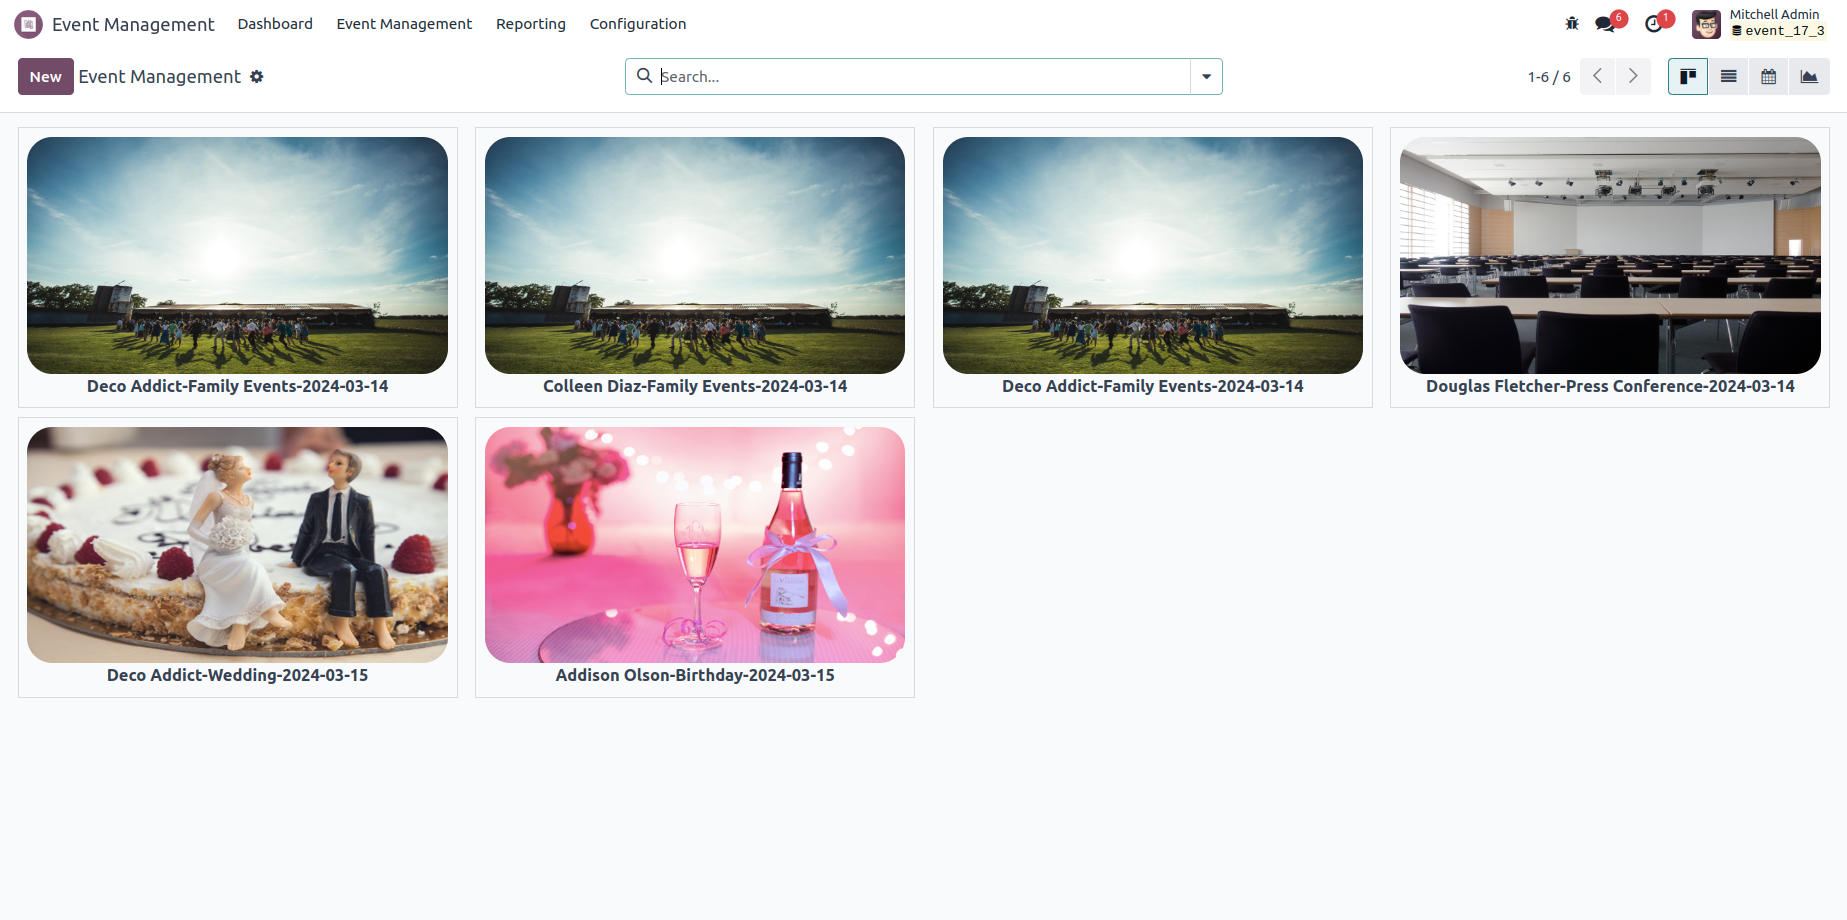 Event Management Dashboard Event Management Reporting Configuration 6 1 Mitchell Admin
event_17_3
New Event Management Search... 1-6 / 6
Deco Addict-Family Events-2024-03-14
Colleen Diaz-Family Events-2024-03-14
Deco Addict-Family Events-2024-03-14
Douglas Fletcher-Press Conference-2024-03-14
Deco Addict-Wedding-2024-03-15
Addison Olson-Birthday-2024-03-15